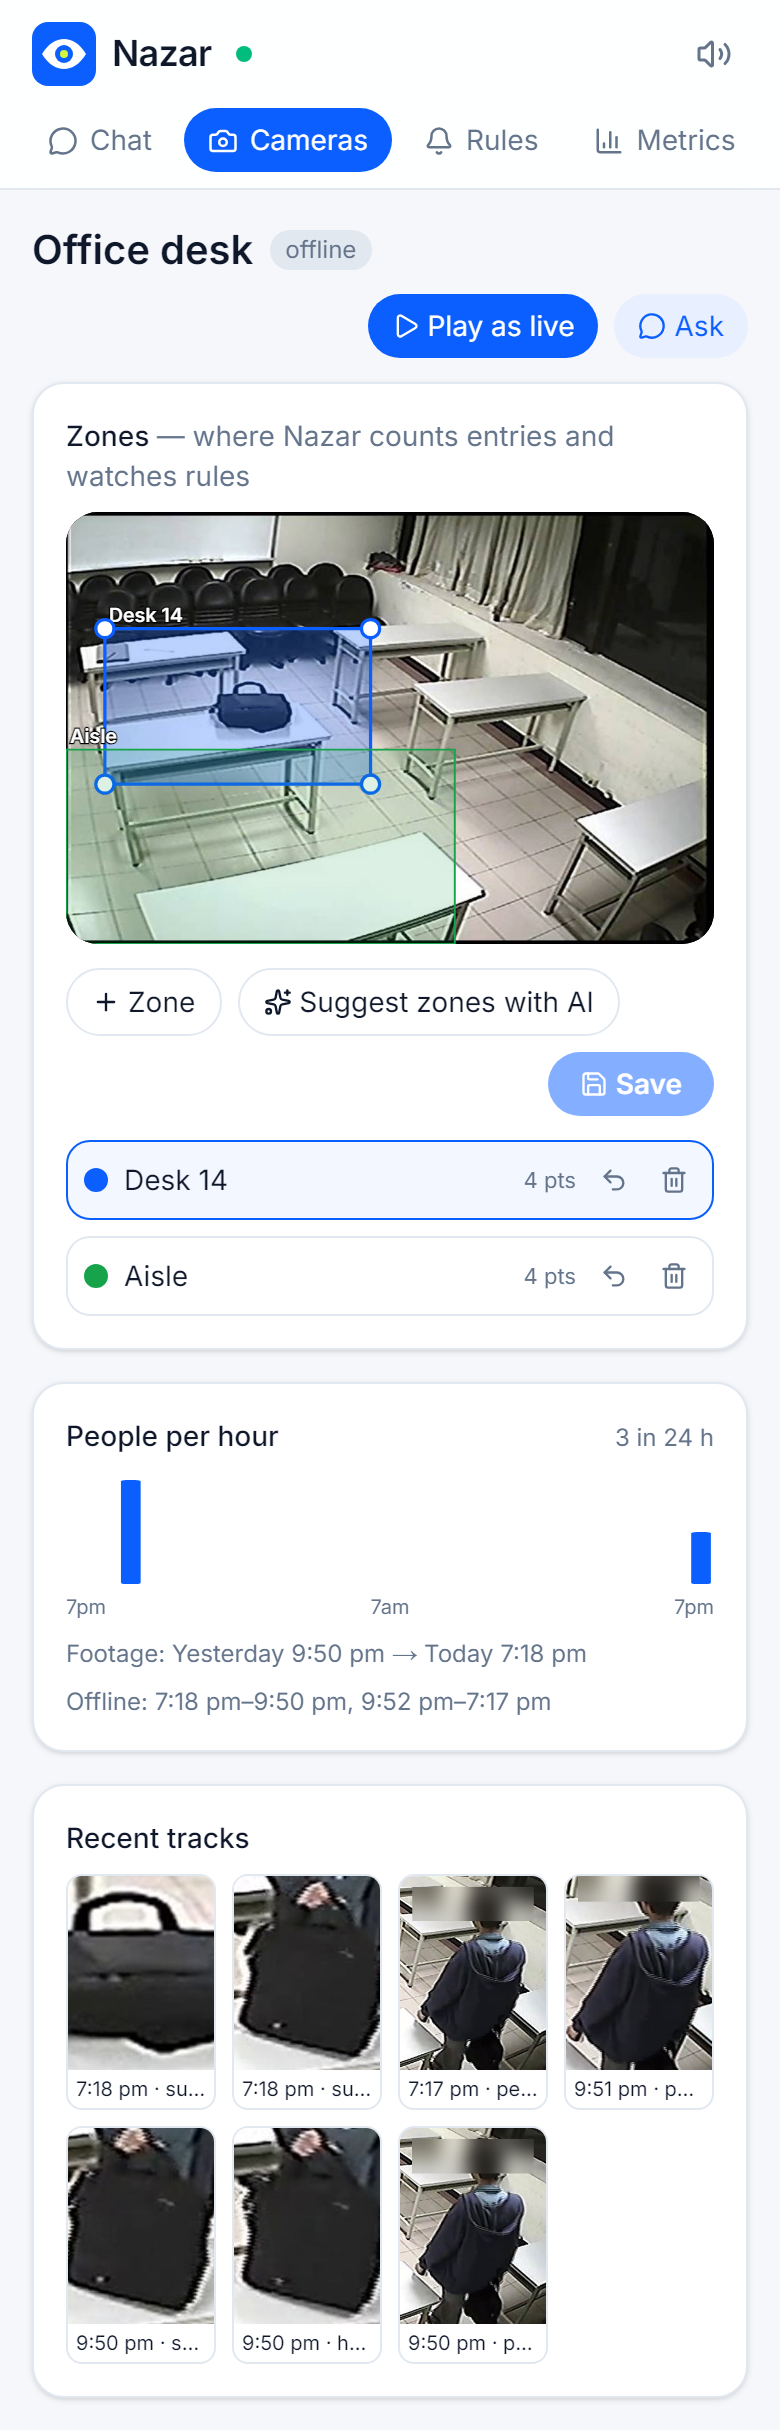 Nazar
Chat
Cameras
Rules
Metrics
Office desk
offline
Play as live
Ask
Zones — where Nazar counts entries and
watches rules
Desk 14
Aisle
Zone
Suggest zones with AI
Save
Desk 14
4 pts
Aisle
4 pts
People per hour
3 in 24 h
7pm
7am
7pm
Footage: Yesterday 9:50 pm → Today 7:18 pm
Offline: 7:18 pm–9:50 pm, 9:52 pm–7:17 pm
Recent tracks
7:18 pm · su...
7:18 pm · su...
7:17 pm · pe...
9:51 pm · p...
9:50 pm · s...
9:50 pm · h...
9:50 pm · p...